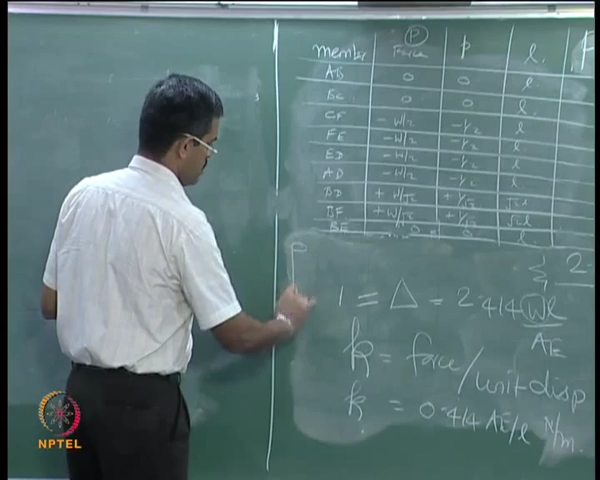 member | P Force | p | l.
AB | 0 | 0 | l
BC | 0 | 0 | l
CF | - W/2 | - 1/2 | l
FE | - W/2 | - 1/2 | l
ED | - W/2 | - 1/2 | l
AD | - W/2 | - 1/2 | l
BD | + W/√2 | + 1/√2 | √2l
BF | + W/√2 | + 1/√2 | √2l
BE | 0 | 0 | l
Σ 2
1 = Δ = 2.414 Wl
AE
k = force/unit disp
k = 0.414 AE/l N/m.
NPTEL